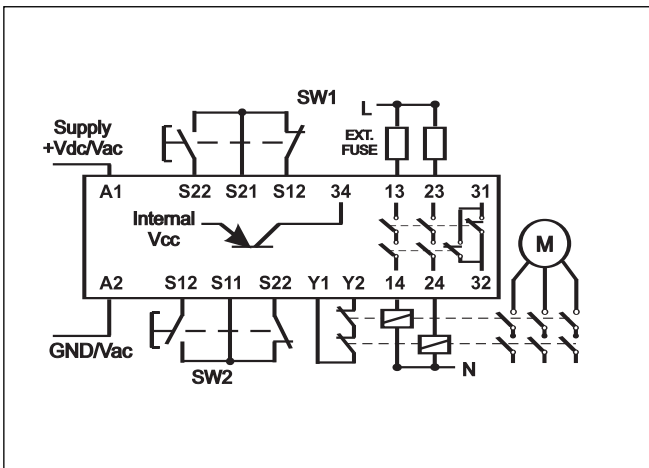 SW1
L
Supply
+Vdc/Vac
EXT.
FUSE
A1 S22 S21 S12 34 13 23 31
Internal
Vcc
M
A2 S12 S11 S22 Y1 Y2 14 24 32
GND/Vac
SW2
N